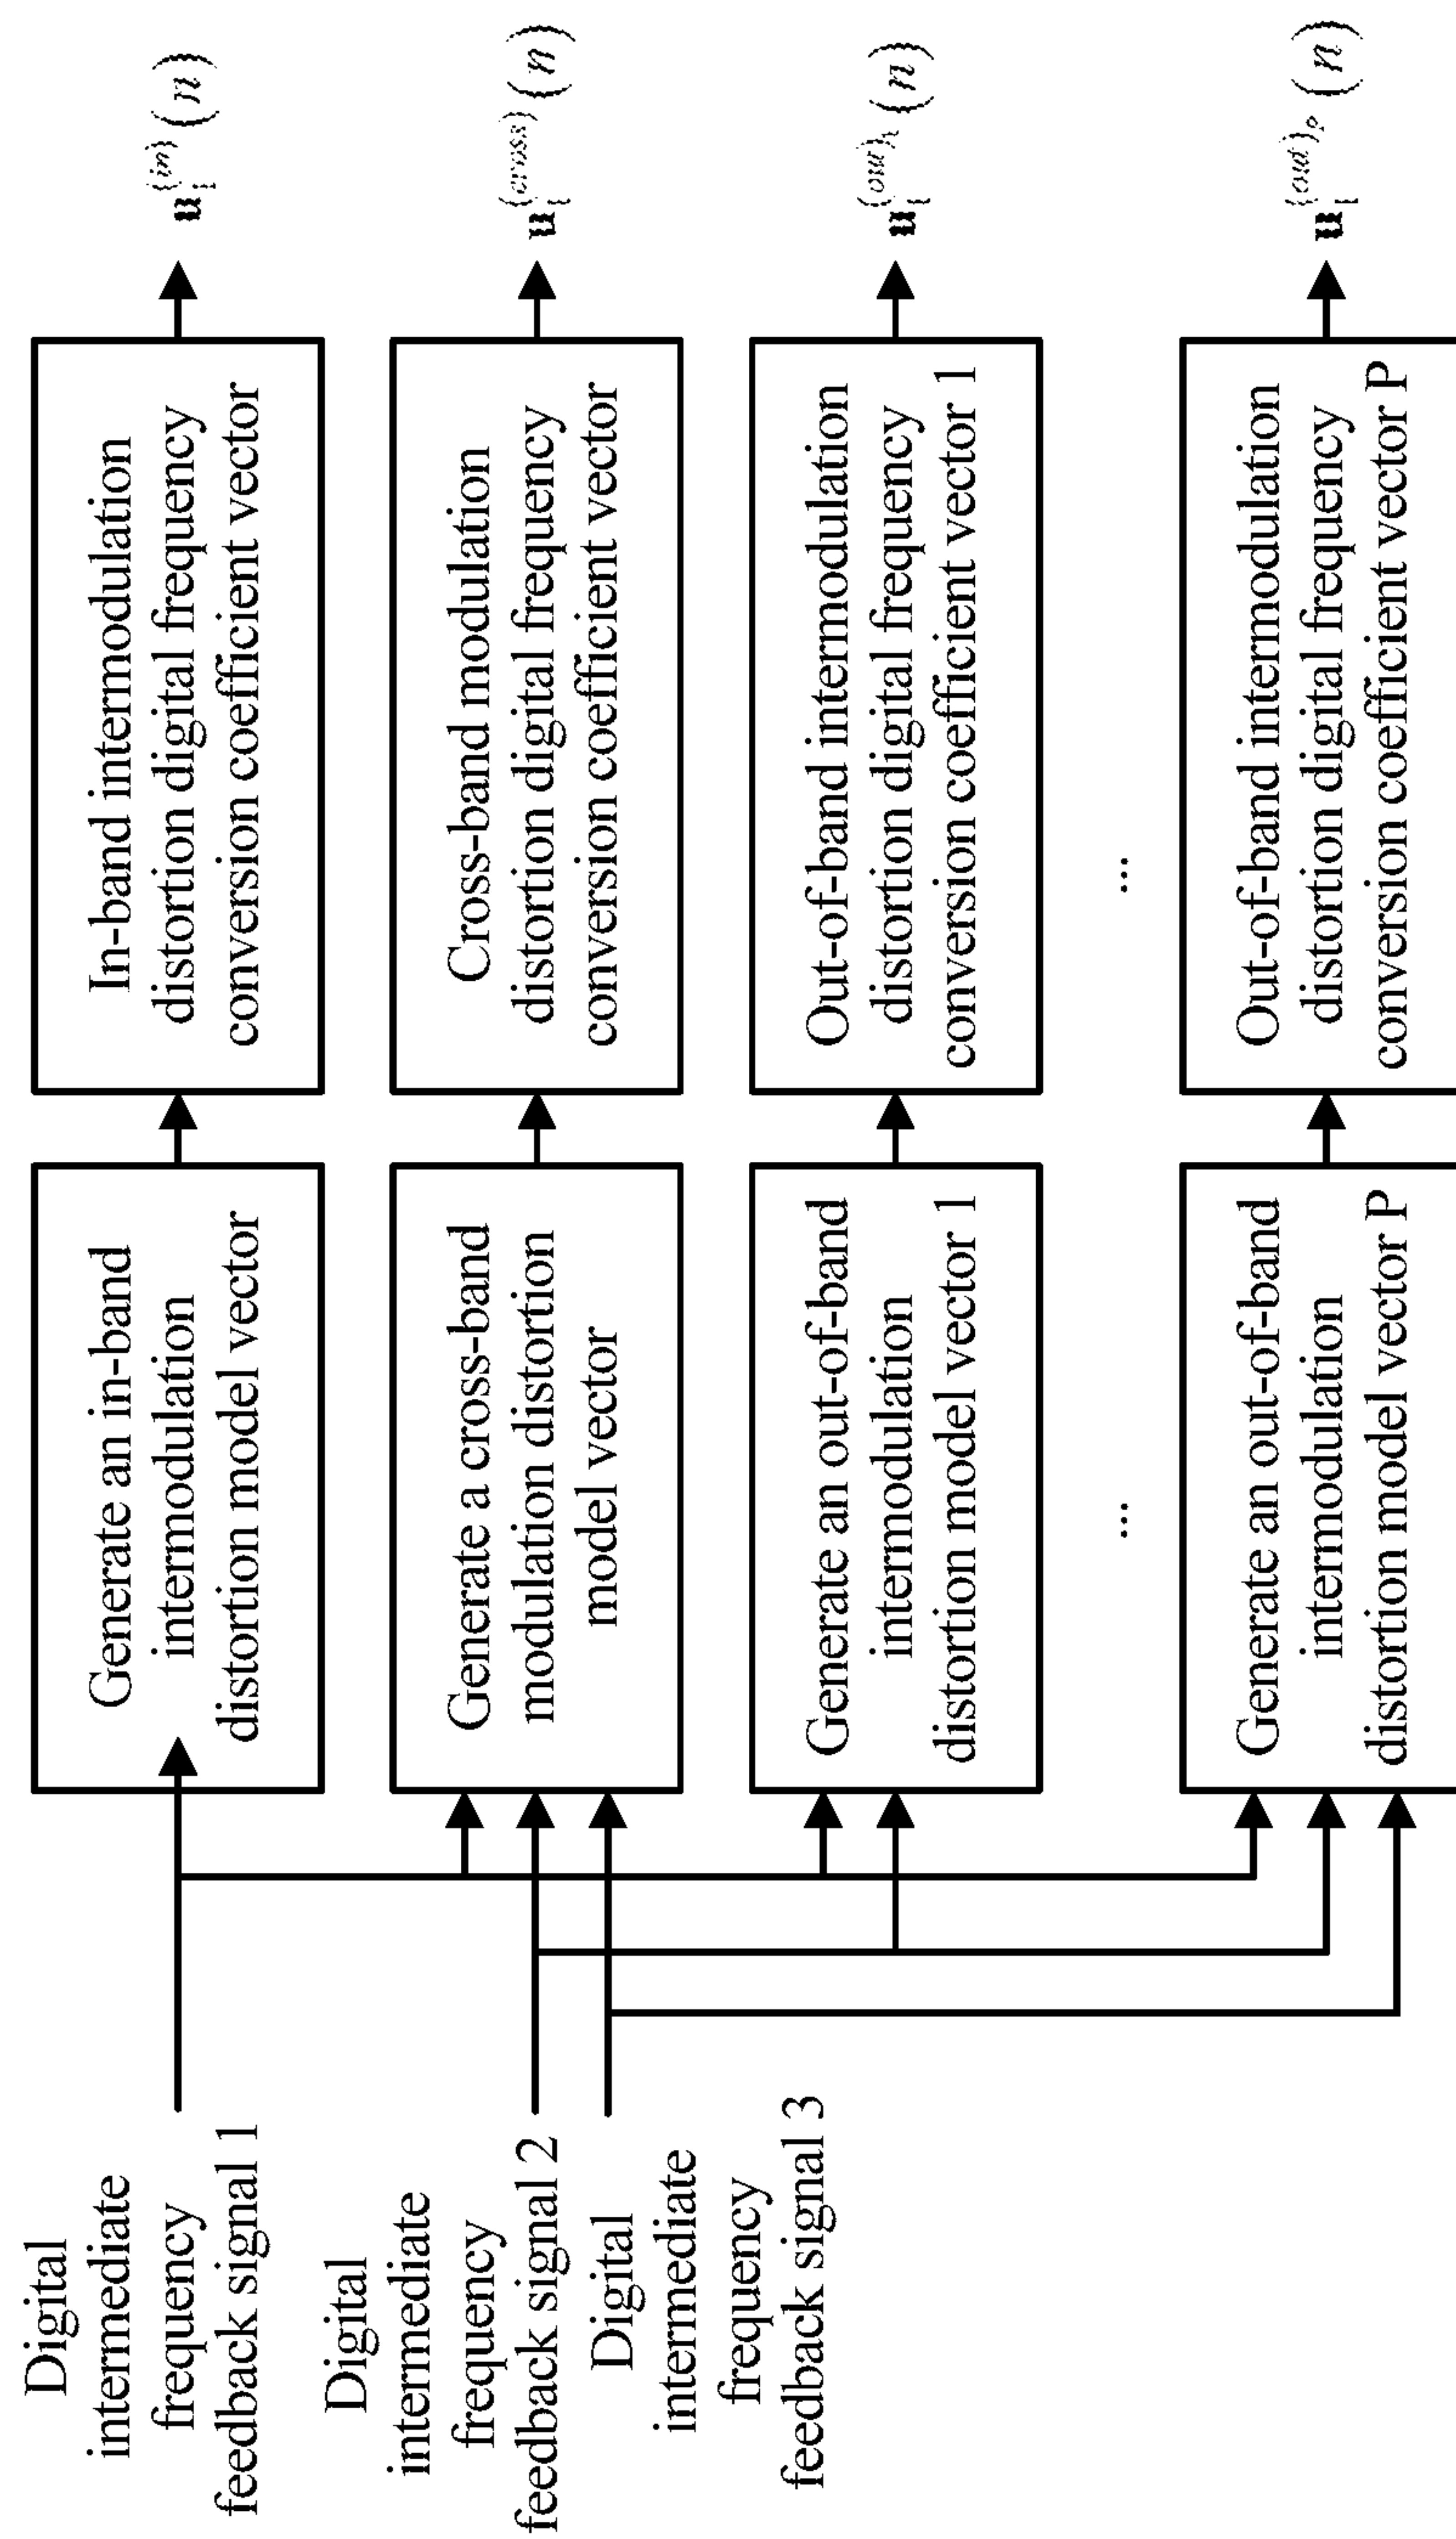 Digital
intermediate
frequency
feedback signal 1
Generate an in-band
intermodulation
distortion model vector
In-band intermodulation
distortion digital frequency
conversion coefficient vector
u₁^{(in)} (n)
Digital
intermediate
frequency
feedback signal 2
Digital
intermediate
frequency
feedback signal 3
Generate a cross-band
modulation distortion
model vector
Cross-band modulation
distortion digital frequency
conversion coefficient vector
u₁^{(cross)} (n)
Generate an out-of-band
intermodulation
distortion model vector 1
Out-of-band intermodulation
distortion digital frequency
conversion coefficient vector 1
u₁^{(out)₁} (n)
...
...
Generate an out-of-band
intermodulation
distortion model vector P
Out-of-band intermodulation
distortion digital frequency
conversion coefficient vector P
u₁^{(out)_P} (n)